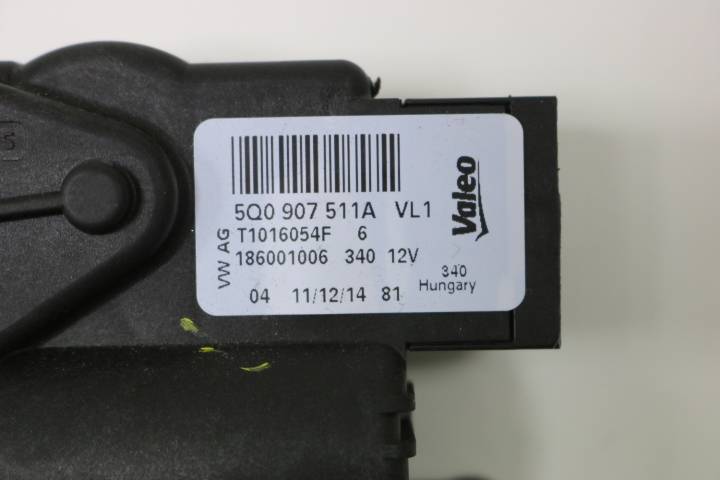 5Q0 907 511A VL1
T1016054F 6
186001006 340 12V
04 11/12/14 81
VW AG
Valeo
340
Hungary